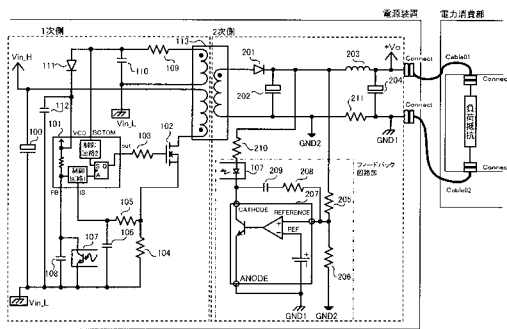 電源装置
電力消費部
1次側
2次側
113
Vin_H
111
110
109
Vin_L
112
100
101
VCC
BOTOM
制御回路2
制御回路1
out
S
Q
FB
IS
103
102
105
106
104
107
108
Vin_L
201
202
203
+Vo
204
211
GND2
GND1
Connect
Connect
Cable01
Connect
負荷抵抗
Connect
Cable02
210
107
フィードバック回路部
209
208
207
205
CATHODE
REFERENCE
REF
206
ANODE
GND1
GND2